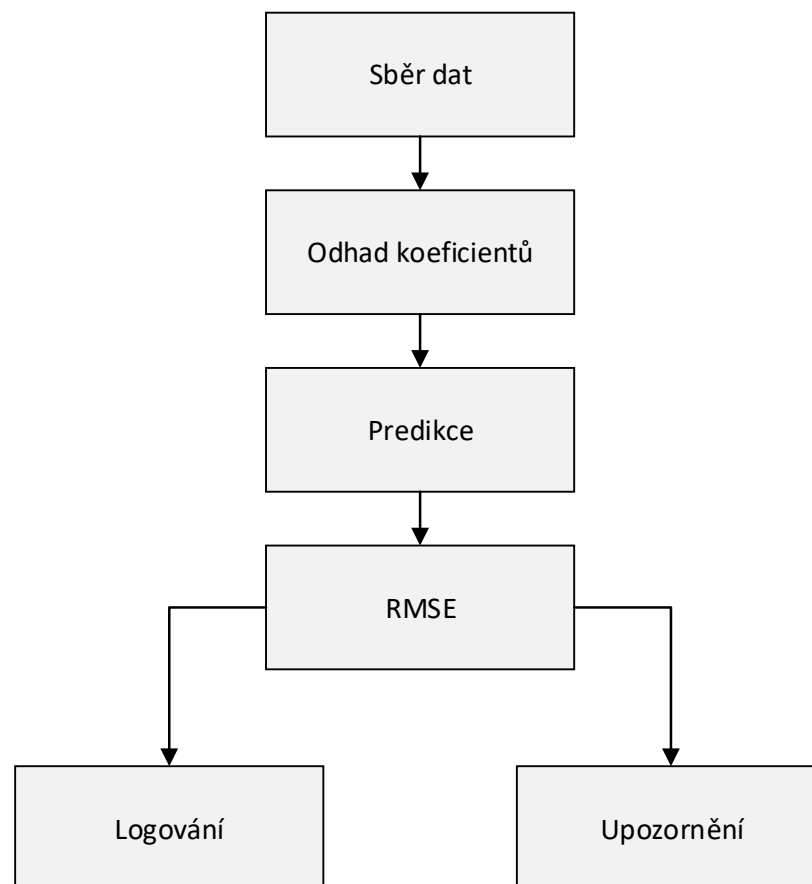 Sběr dat
Odhad koeficientů
Predikce
RMSE
Logování
Upozornění